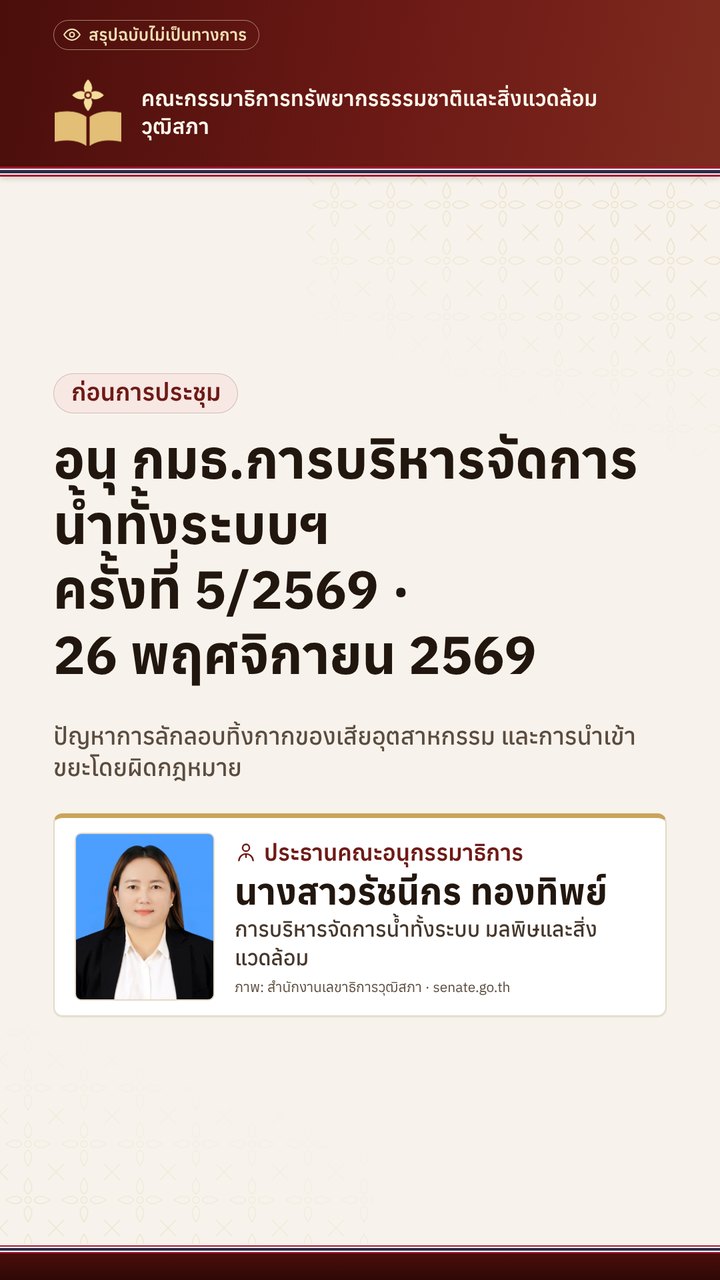 สรุปฉบับไม่เป็นทางการ
คณะกรรมาธิการทรัพยากรธรรมชาติและสิ่งแวดล้อม
วุฒิสภา
ก่อนการประชุม
อนุ กมธ.การบริหารจัดการ
น้ำทั้งระบบฯ
ครั้งที่ 5/2569 ·
26 พฤศจิกายน 2569
ปัญหาการลักลอบทิ้งกากของเสียอุตสาหกรรม และการนำเข้า
ขยะโดยผิดกฎหมาย
ประธานคณะอนุกรรมาธิการ
นางสาวรัชนีกร ทองทิพย์
การบริหารจัดการน้ำทั้งระบบ มลพิษและสิ่ง
แวดล้อม
ภาพ: สำนักงานเลขาธิการวุฒิสภา · senate.go.th